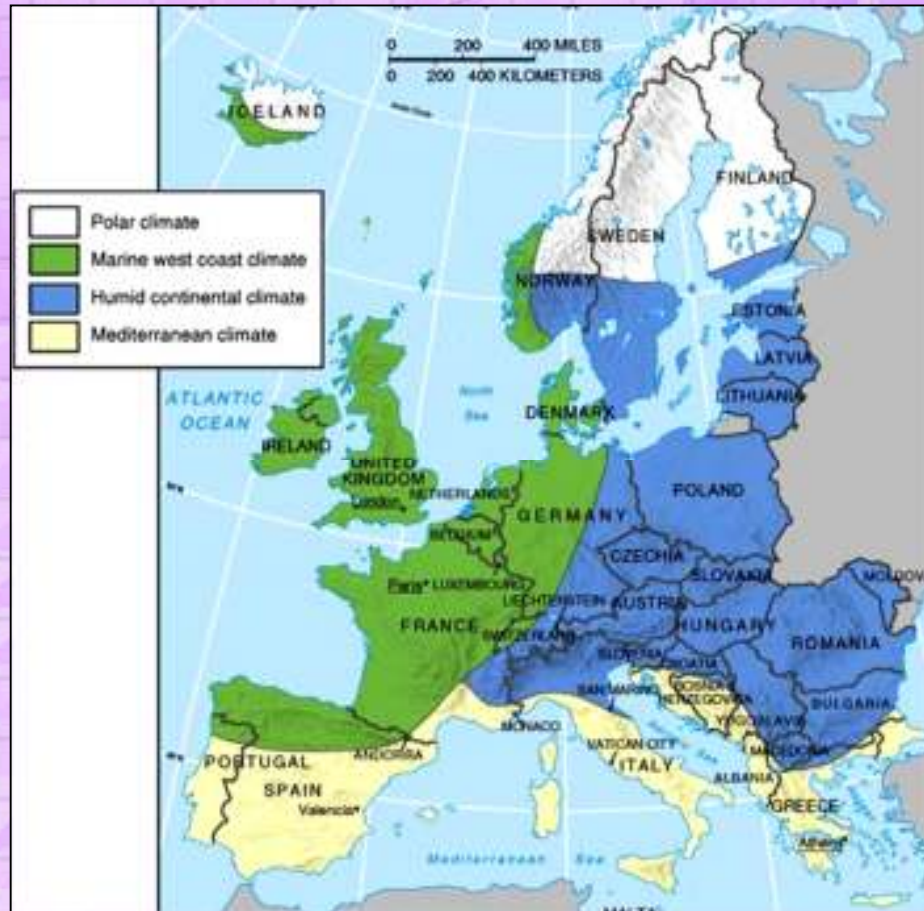 0 200 400 MILES
0 200 400 KILOMETERS
ICELAND
Polar climate
Marine west coast climate
Humid continental climate
Mediterranean climate
FINLAND
SWEDEN
NORWAY
ESTONIA
LATVIA
LITHUANIA
ATLANTIC
OCEAN
North
Sea
DENMARK
IRELAND
UNITED
KINGDOM
London
NETHERLANDS
BELGIUM
GERMANY
POLAND
CZECHIA
SLOVAKIA
MOLDOV
Paris
LUXEMBOURG
LIECHTENSTEIN
AUSTRIA
FRANCE
SWITZERLAND
HUNGARY
ROMANIA
SLOVENIA
CROATIA
SAN MARINO
BOSNIA
HERZEGOVINA
BULGARIA
MONACO
YUGOSLAVIA
ANDORRA
VATICAN CITY
Sea
MACEDONIA
PORTUGAL
ITALY
ALBANIA
SPAIN
Valencia
GREECE
Athens
Mediterranean Sea
MALTA